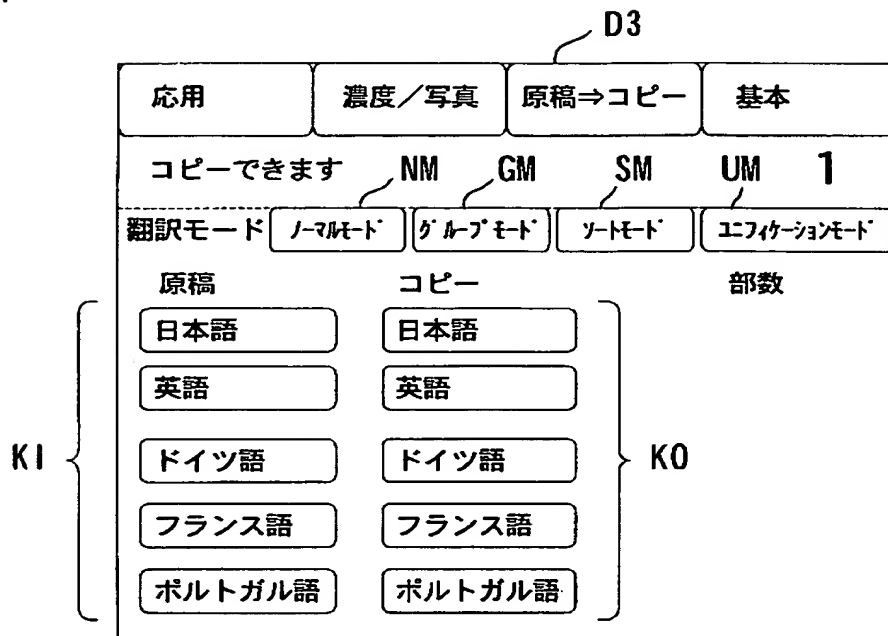 D3
応用 濃度／写真 原稿⇒コピー 基本
コピーできます NM GM SM UM 1
翻訳モード ノーマルモード グループモード ソートモード ユニフィケーションモード
原稿 コピー 部数
日本語 日本語
英語 英語
KI ドイツ語 ドイツ語 KO
フランス語 フランス語
ポルトガル語 ポルトガル語